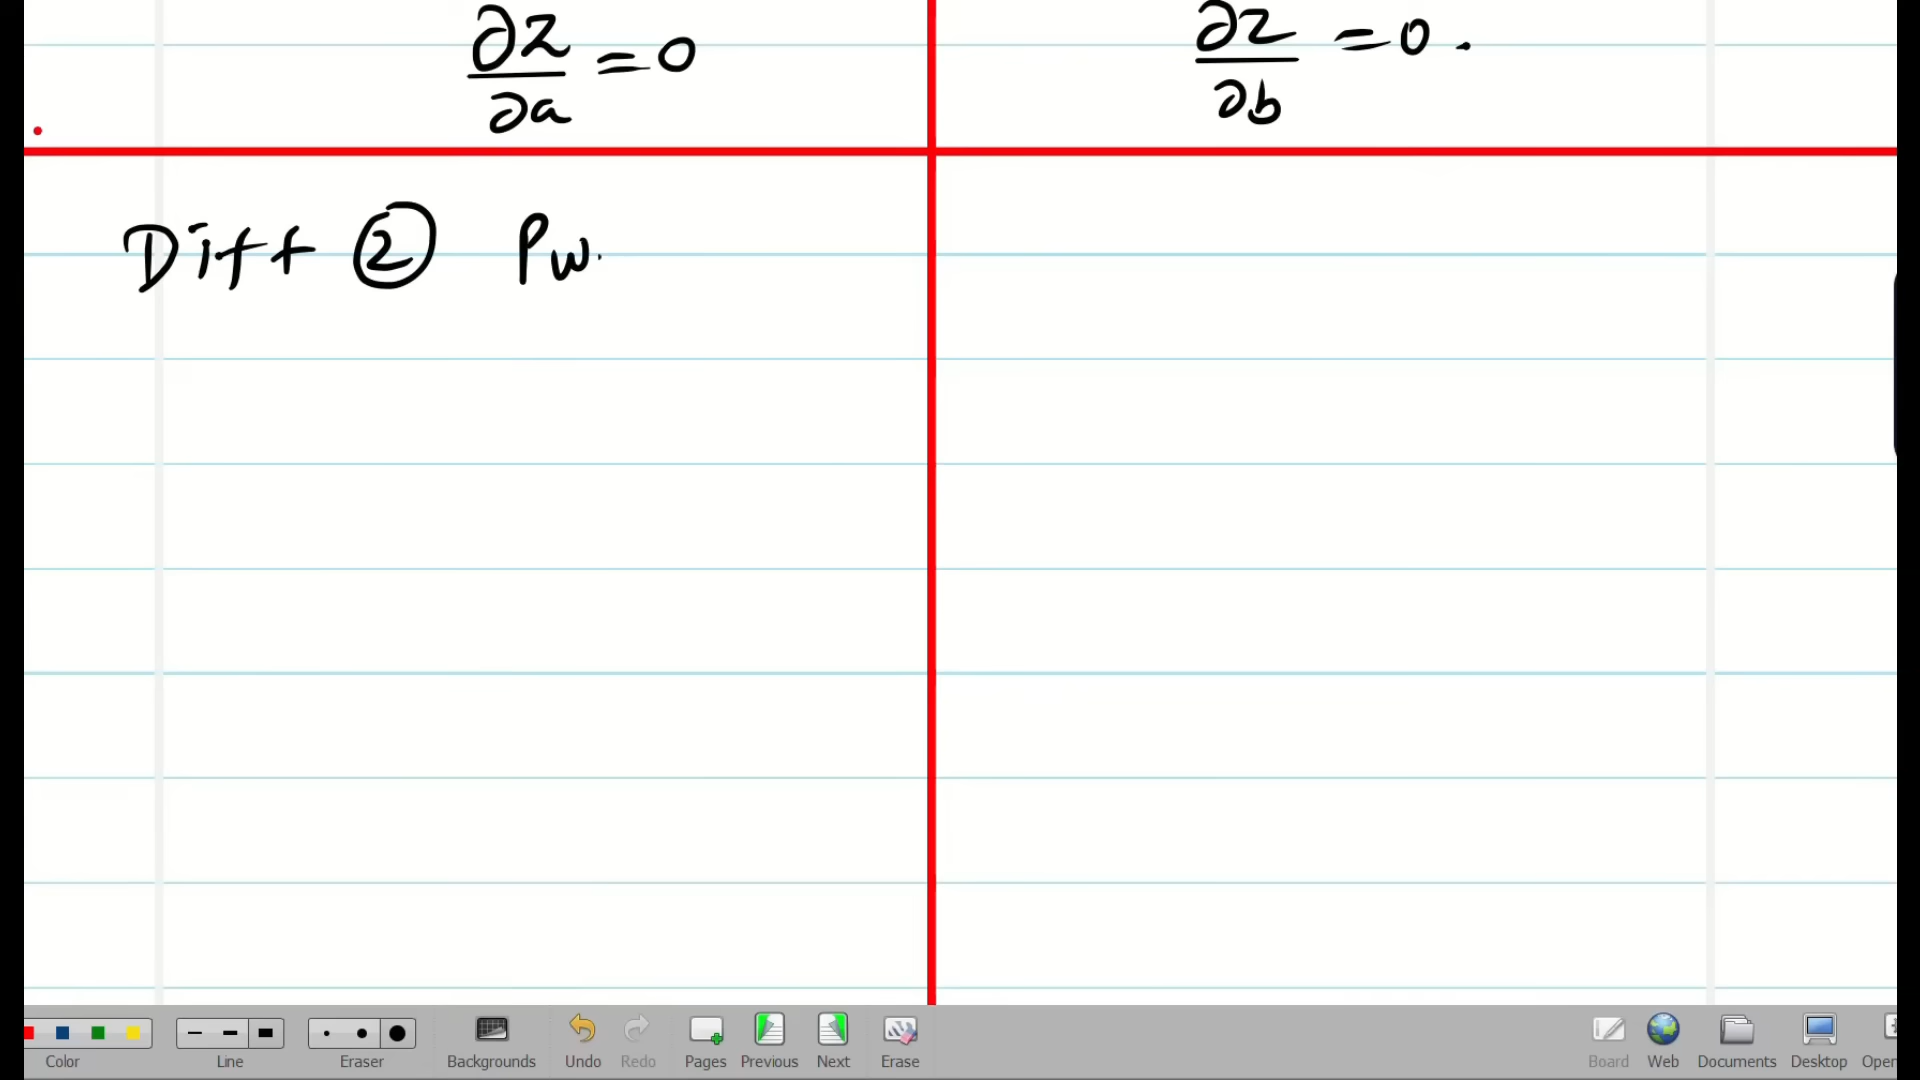 ∂z/∂a = 0
∂z/∂b = 0.
Diff ② Pw.
Color
Line
Eraser
Backgrounds
Undo
Redo
Pages
Previous
Next
Erase
Board
Web
Documents
Desktop
Oper